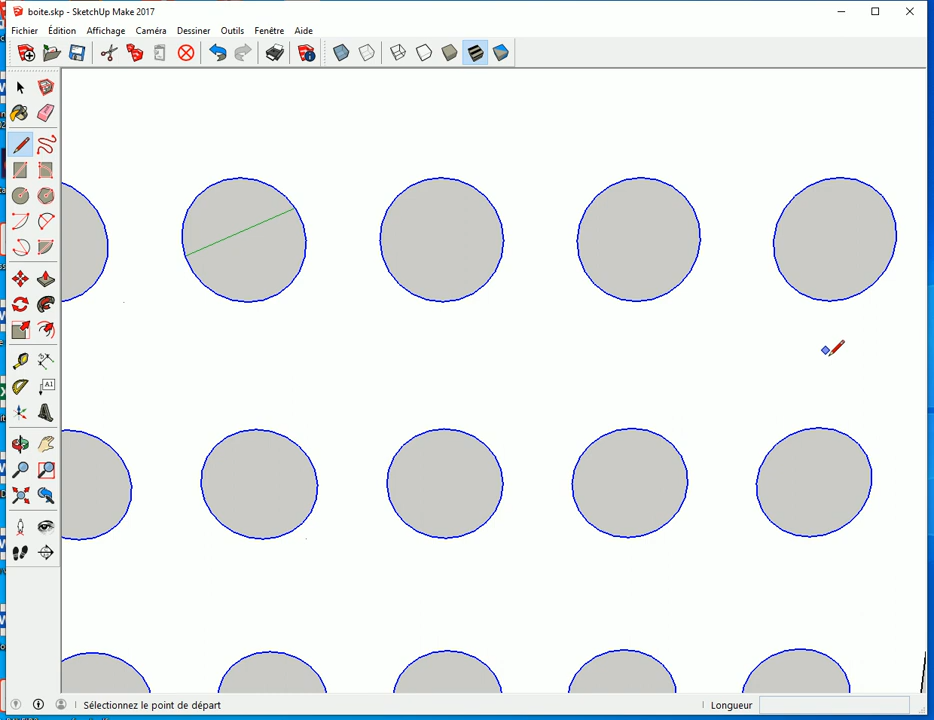 boite.skp - SketchUp Make 2017
Fichier Édition Affichage Caméra Dessiner Outils Fenêtre Aide
A1
Sélectionnez le point de départ
Longueur